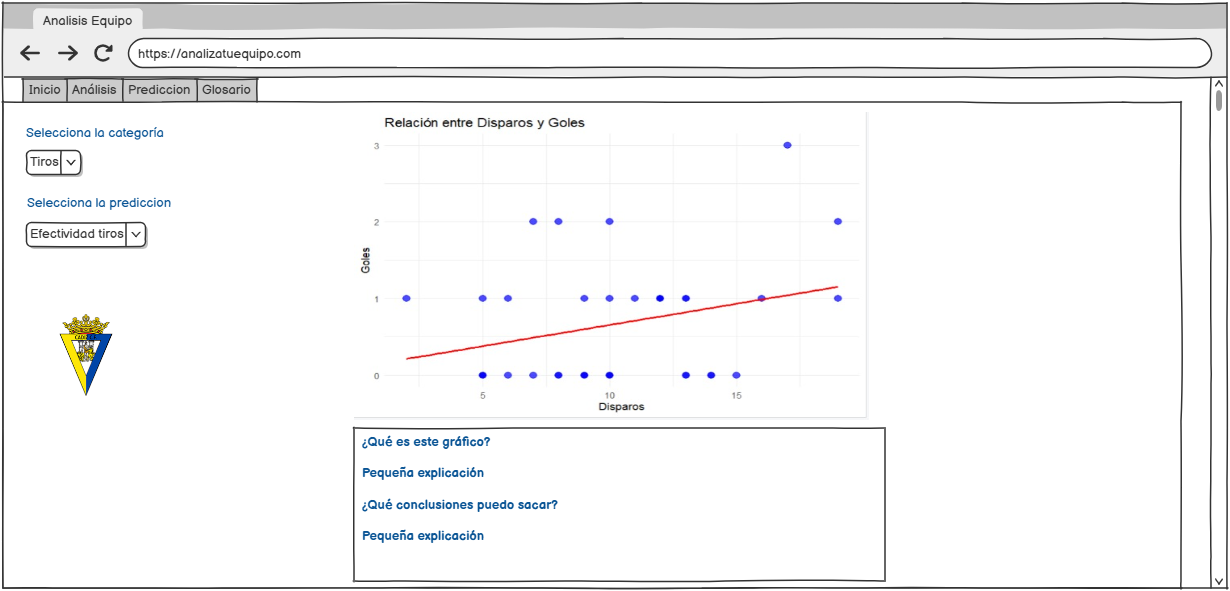 Analisis Equipo
https://analizatuequipo.com
Inicio Análisis Prediccion Glosario
Selecciona la categoría
Tiros
Selecciona la prediccion
Efectividad tiros
Relación entre Disparos y Goles
3
2
1
0
Goles
5 10 15
Disparos
¿Qué es este gráfico?
Pequeña explicación
¿Qué conclusiones puedo sacar?
Pequeña explicación